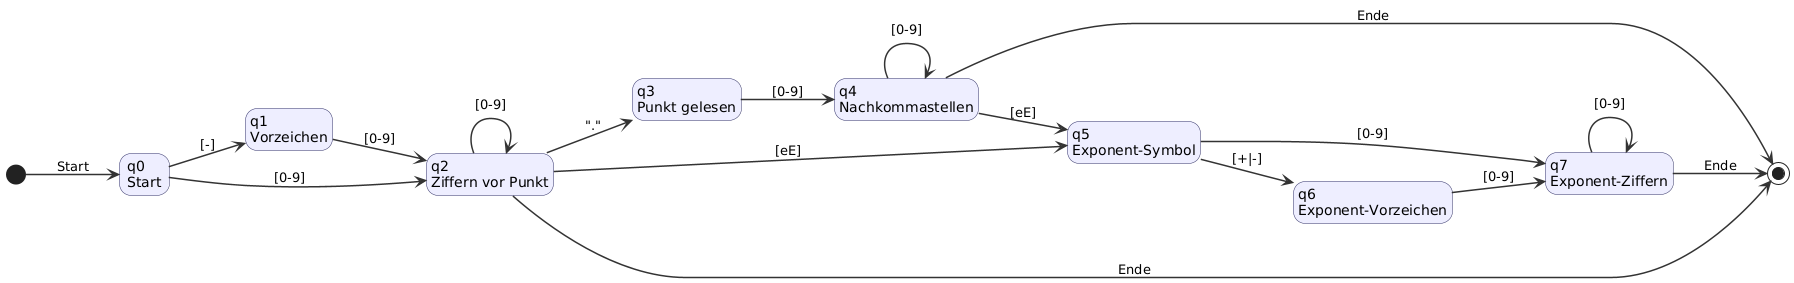 Start
q0
Start
[-]
[0-9]
q1
Vorzeichen
[0-9]
[0-9]
q2
Ziffern vor Punkt
"."
[eE]
Ende
q3
Punkt gelesen
[0-9]
[0-9]
q4
Nachkommastellen
Ende
[eE]
q5
Exponent-Symbol
[0-9]
[+|-]
q6
Exponent-Vorzeichen
[0-9]
[0-9]
q7
Exponent-Ziffern
Ende